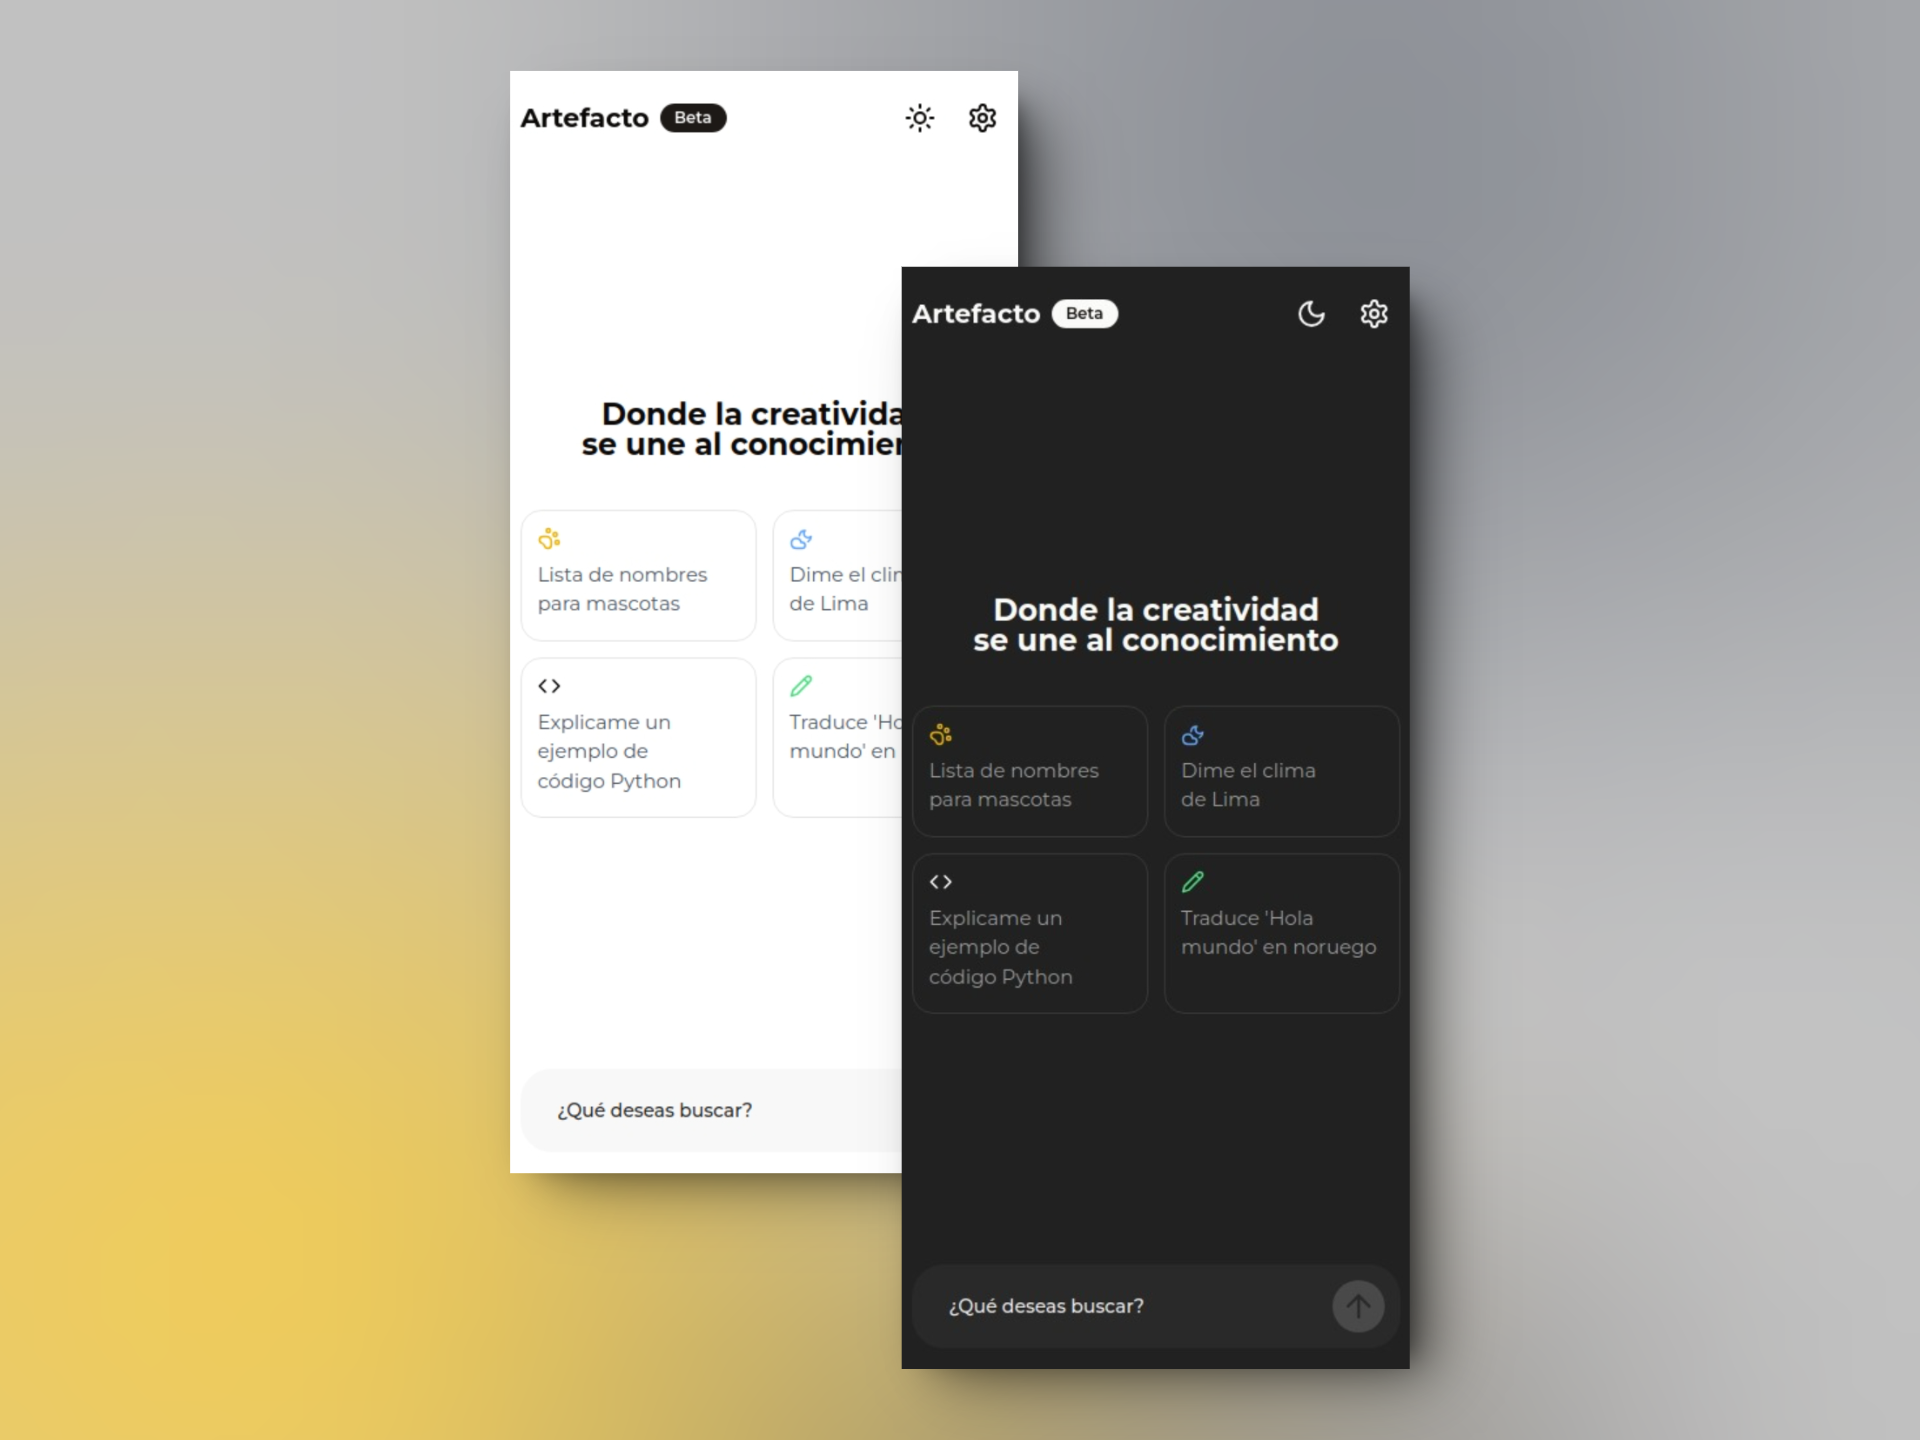 Artefacto Beta
Donde la creativida
se une al conocimier
Lista de nombres
para mascotas
Dime el clin
de Lima
Explicame un
ejemplo de
código Python
Traduce 'Ho
mundo' en
¿Qué deseas buscar?
Artefacto Beta
Donde la creatividad
se une al conocimiento
Lista de nombres
para mascotas
Dime el clima
de Lima
Explicame un
ejemplo de
código Python
Traduce 'Hola
mundo' en noruego
¿Qué deseas buscar?